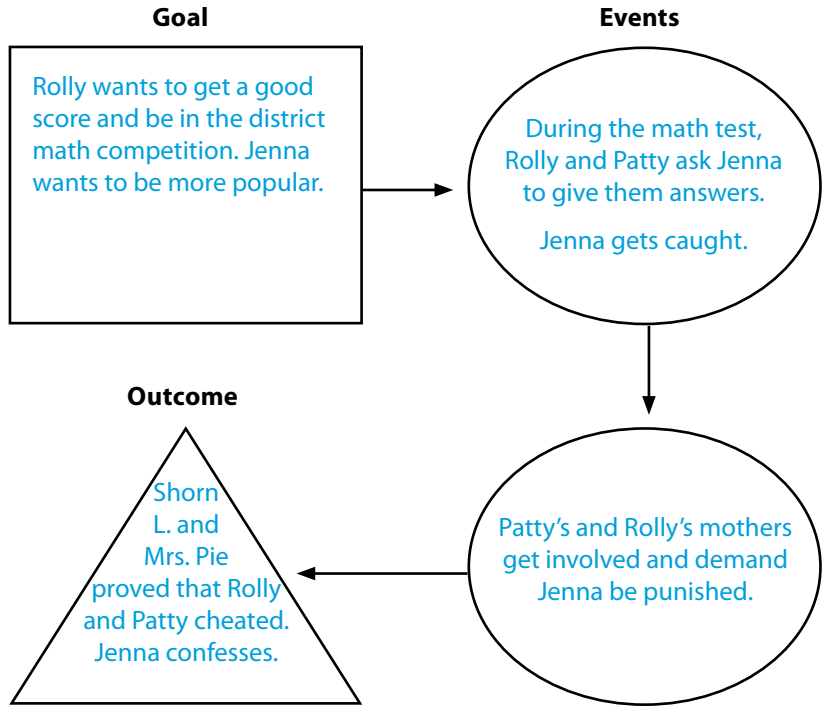 Goal
Rolly wants to get a good
score and be in the district
math competition. Jenna
wants to be more popular.
Events
During the math test,
Rolly and Patty ask Jenna
to give them answers.
Jenna gets caught.
Patty’s and Rolly’s mothers
get involved and demand
Jenna be punished.
Outcome
Shorn
L. and
Mrs. Pie
proved that Rolly
and Patty cheated.
Jenna confesses.